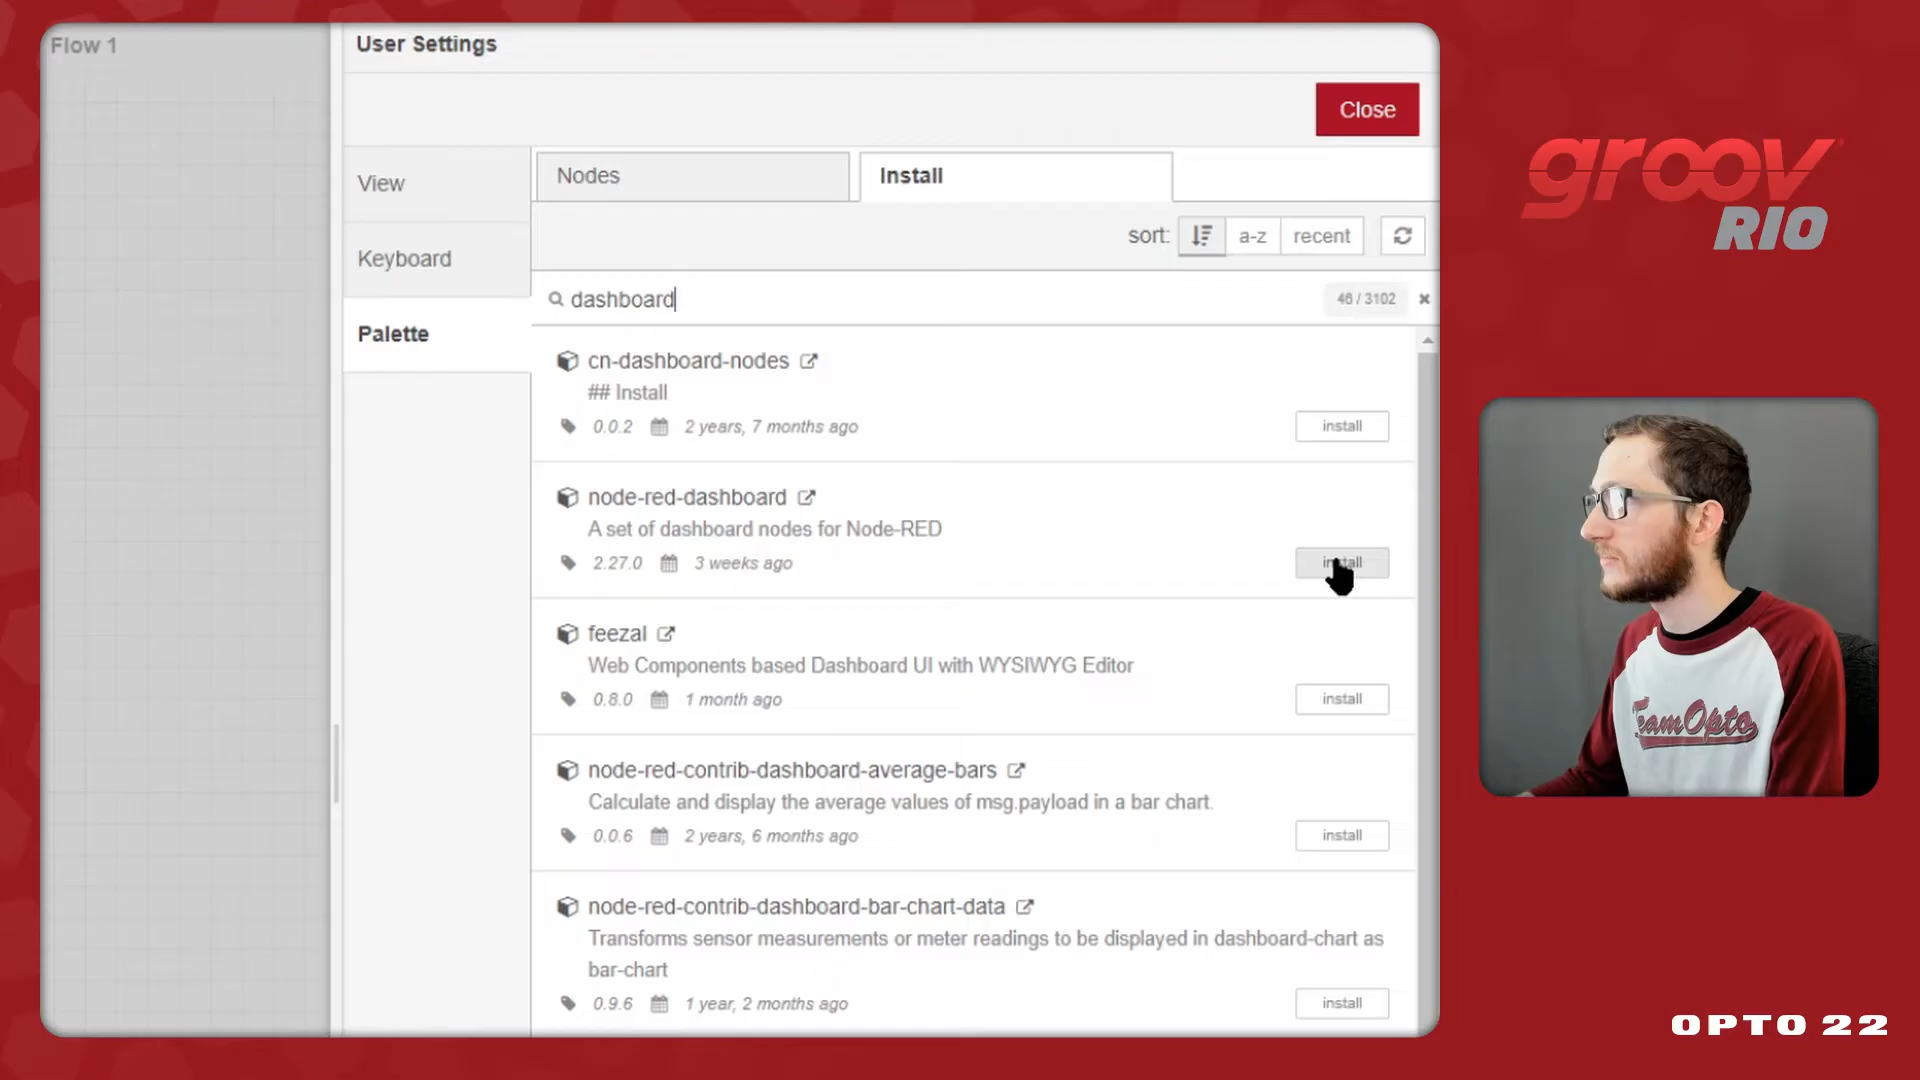 Flow 1
User Settings
Close
View
Keyboard
Palette
Nodes
Install
sort:
a-z
recent
dashboard
46 / 3102
cn-dashboard-nodes
## Install
0.0.2
2 years, 7 months ago
install
node-red-dashboard
A set of dashboard nodes for Node-RED
2.27.0
3 weeks ago
install
feezal
Web Components based Dashboard UI with WYSIWYG Editor
0.8.0
1 month ago
install
node-red-contrib-dashboard-average-bars
Calculate and display the average values of msg.payload in a bar chart.
0.0.6
2 years, 6 months ago
install
node-red-contrib-dashboard-bar-chart-data
Transforms sensor measurements or meter readings to be displayed in dashboard-chart as
bar-chart
0.9.6
1 year, 2 months ago
install
groov
RIO
TeamOpto
OPTO 22